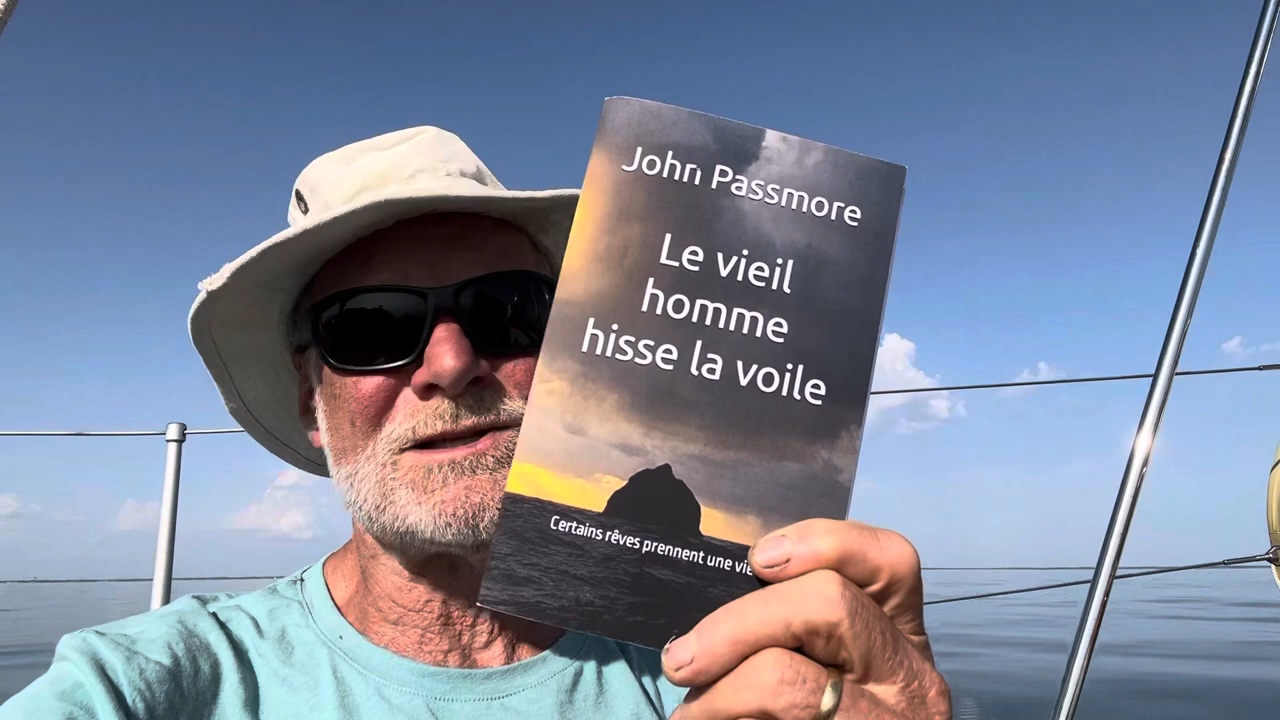 John Passmore
Le vieil
homme
hisse la voile
Certains rêves prennent une vie